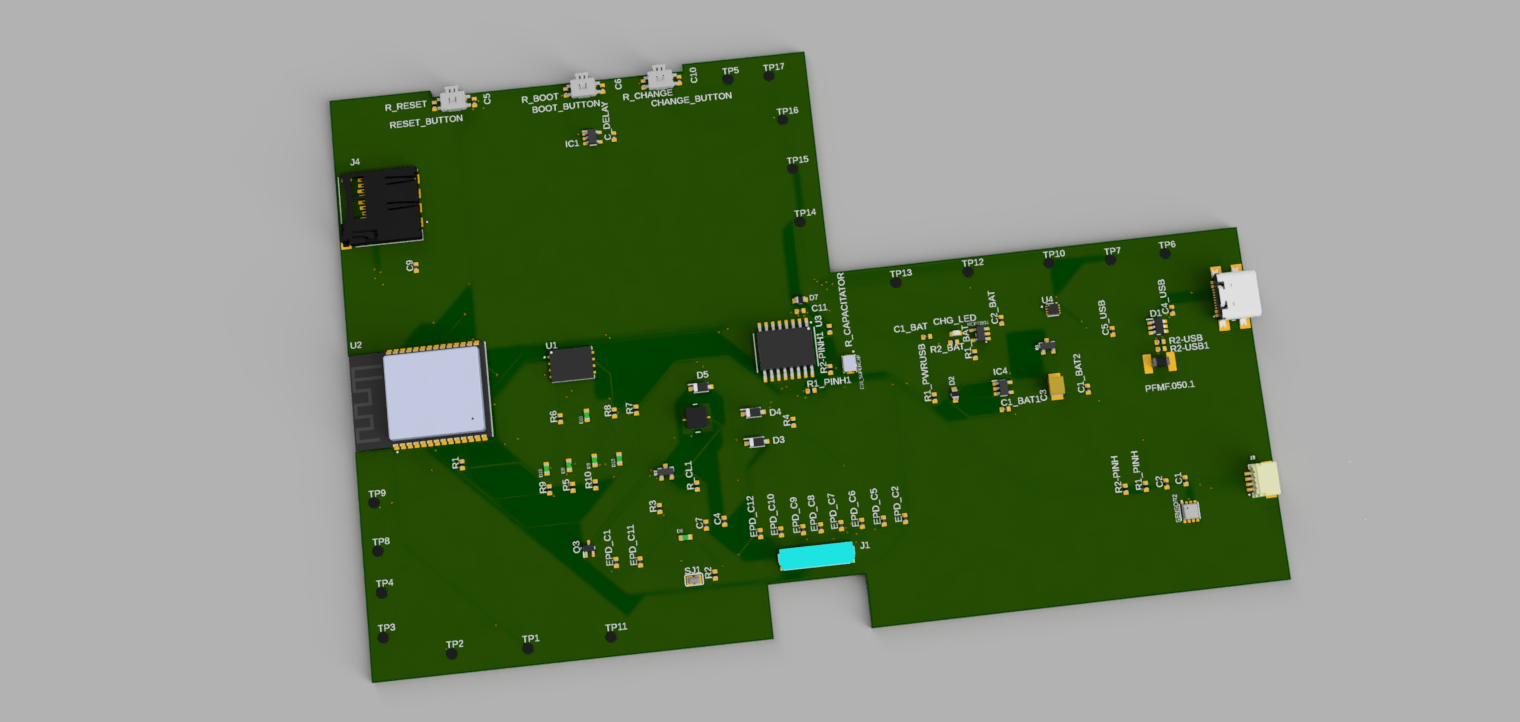 TP17
TP5
C10
C6
R_CHANGE
CHANGE_BUTTON
R_BOOT
BOOT_BUTTON
C5
R_RESET
RESET_BUTTON
TP16
C_DELAY
IC1
J4
TP15
TP14
TP6
TP7
TP10
TP12
TP13
C9
R_CAPACITATOR
D7
C11
U3
R2-PINH1
R1_PINH1
U4
C2_BAT
CHG_LED
C1_BAT
R2_BAT
R1_BAT
C5_USB
C4_USB
D1
R2-USB
R2-USB1
PFMF.050.1
R1_PWRUSB
D2
IC4
C1_BAT1
C1_BAT2
U2
U1
D5
D4
D3
R4
R6
R8
R7
R1
R9
R5
R10
R_CL1
R3
C7
C4
EPD_C12
EPD_C10
EPD_C9
EPD_C8
EPD_C7
EPD_C6
EPD_C5
EPD_C2
R2-PINH
R1_PINH
C2
C1
J1
Q3
EPD_C1
EPD_C11
SJ1
R2
TP9
TP8
TP4
TP3
TP2
TP1
TP11